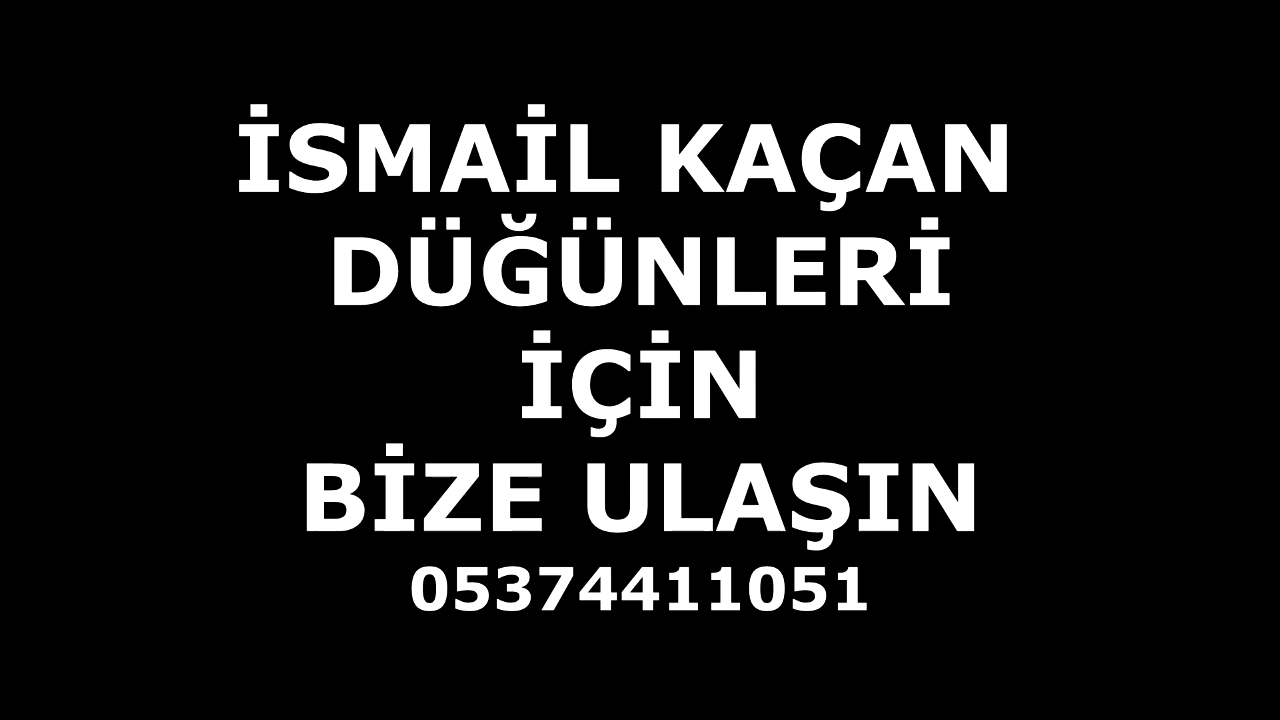 İSMAİL KAÇAN
DÜĞÜNLERİ
İÇİN
BİZE ULAŞIN
05374411051